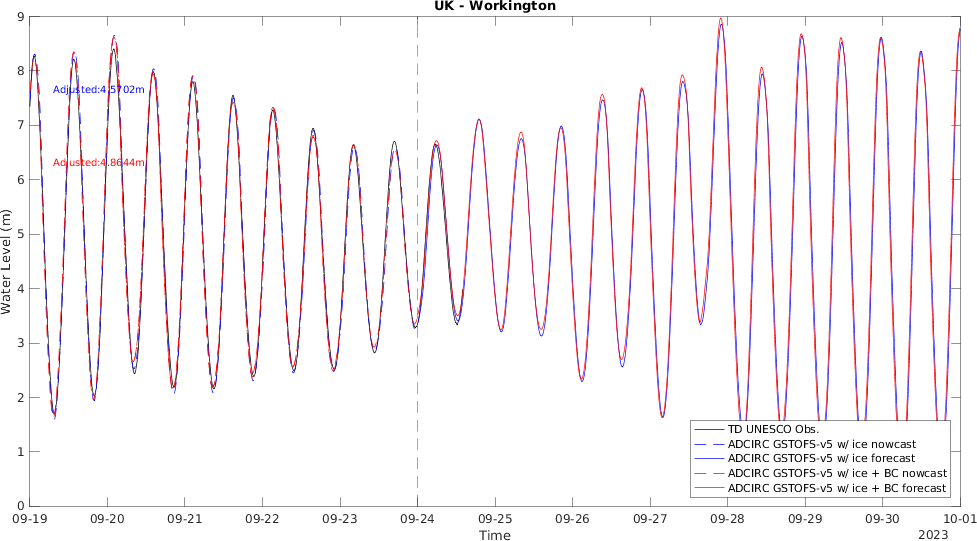 UK - Workington
9
8
7
6
5
4
3
2
1
0
Water Level (m)
Adjusted:4.5702m
Adjusted:4.8644m
TD UNESCO Obs.
ADCIRC GSTOFS-v5 w/ ice nowcast
ADCIRC GSTOFS-v5 w/ ice forecast
ADCIRC GSTOFS-v5 w/ ice + BC nowcast
ADCIRC GSTOFS-v5 w/ ice + BC forecast
09-19 09-20 09-21 09-22 09-23 09-24 09-25 09-26 09-27 09-28 09-29 09-30 10-01
Time
2023